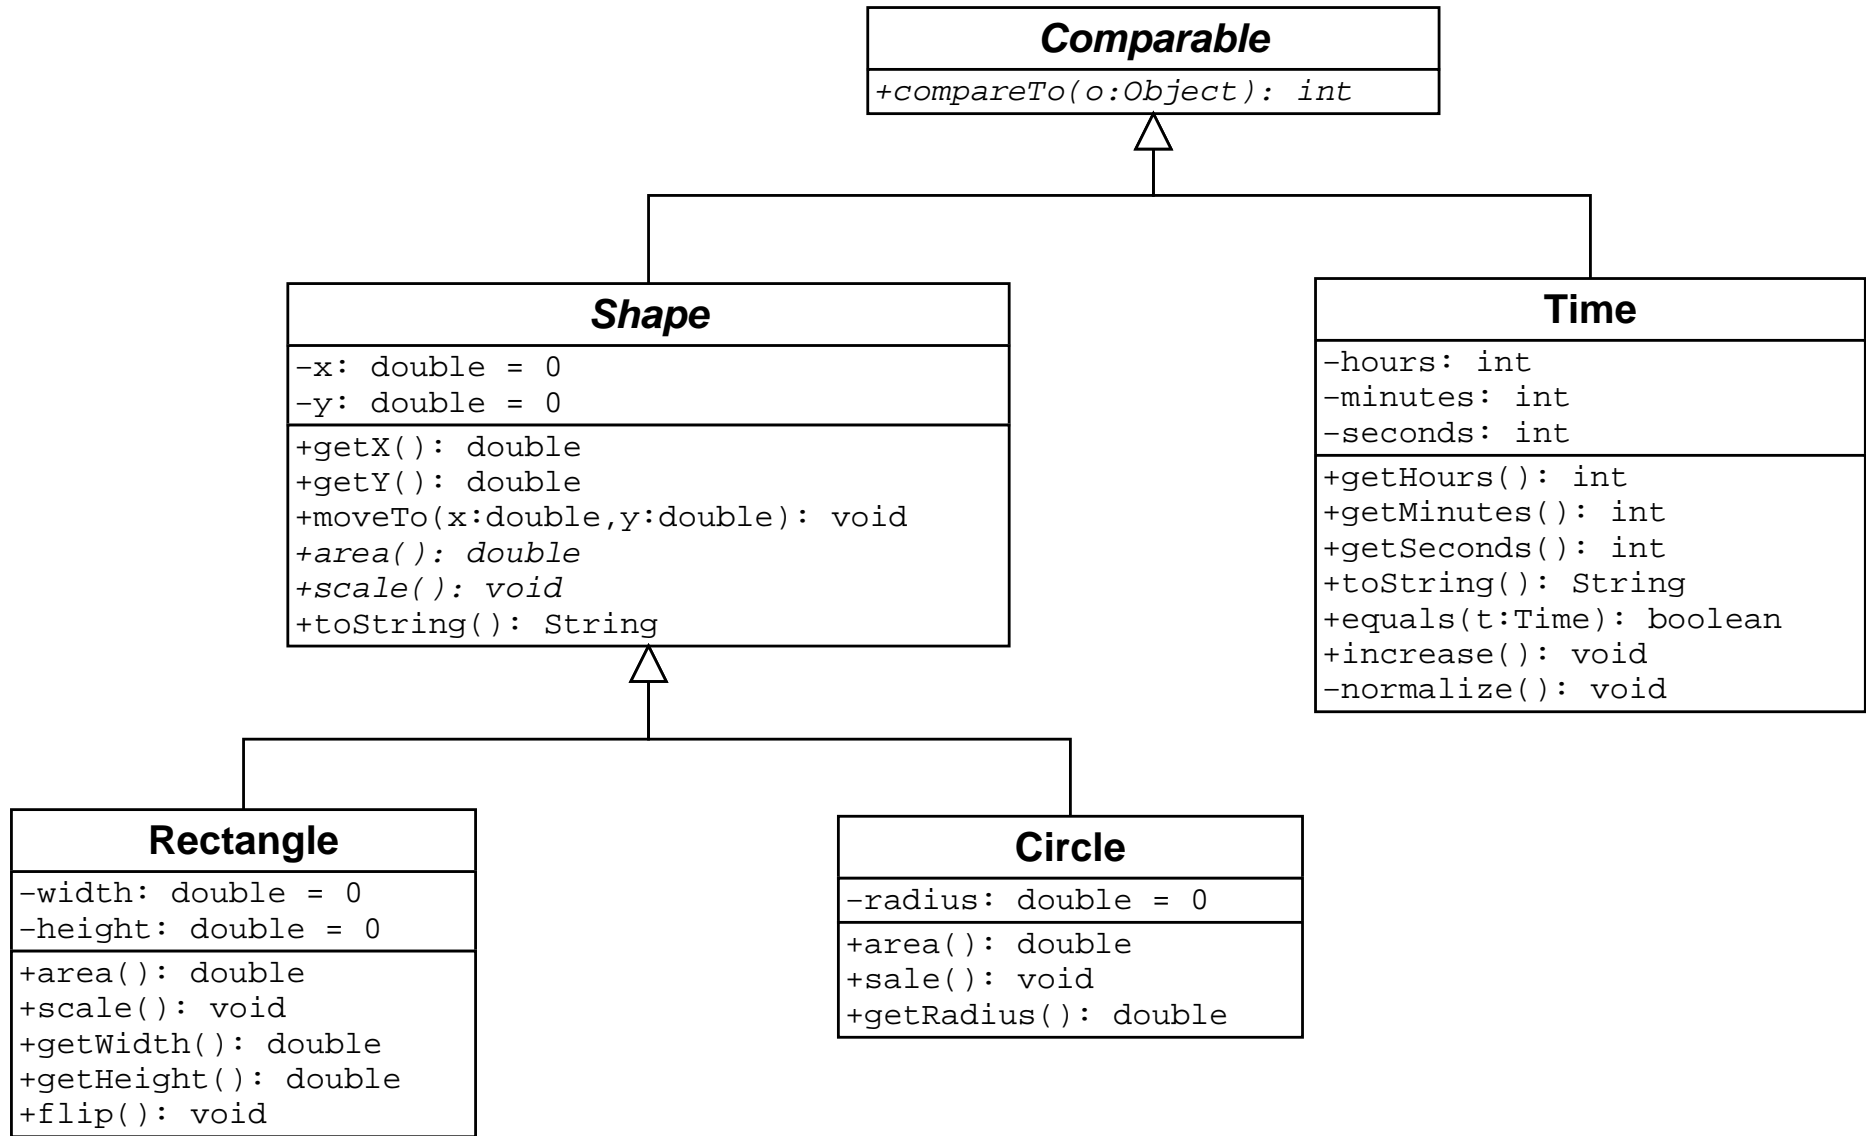 Comparable
+compareTo(o:Object): int
Shape
-x: double = 0
-y: double = 0
+getX(): double
+getY(): double
+moveTo(x:double,y:double): void
+area(): double
+scale(): void
+toString(): String
Time
-hours: int
-minutes: int
-seconds: int
+getHours(): int
+getMinutes(): int
+getSeconds(): int
+toString(): String
+equals(t:Time): boolean
+increase(): void
-normalize(): void
Rectangle
-width: double = 0
-height: double = 0
+area(): double
+scale(): void
+getWidth(): double
+getHeight(): double
+flip(): void
Circle
-radius: double = 0
+area(): double
+sale(): void
+getRadius(): double